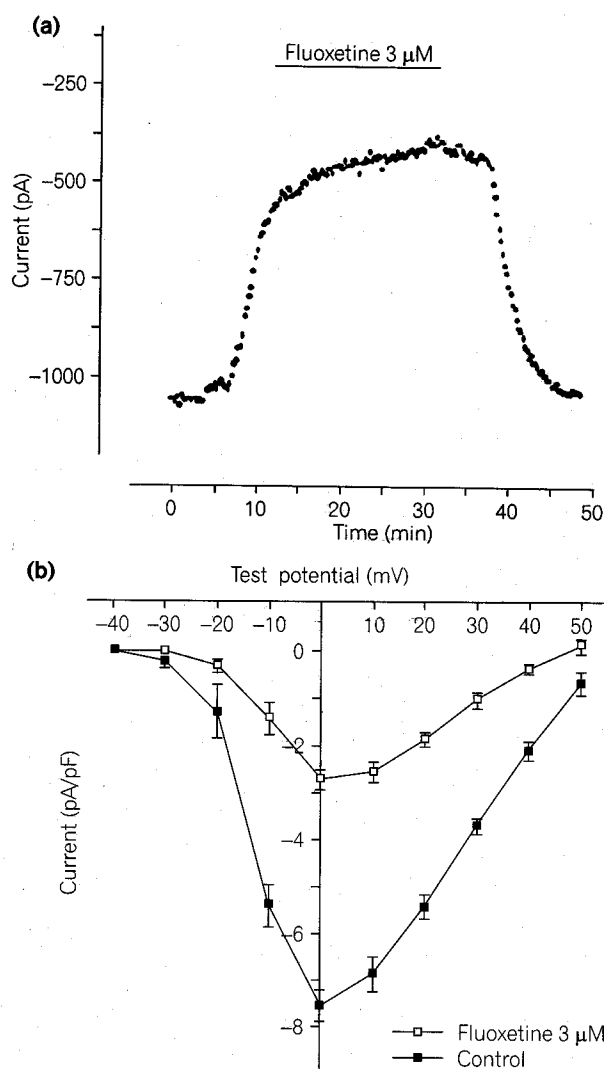 (a)
Fluoxetine 3 µM
−250
−500
−750
−1000
Current (pA)
0 10 20 30 40 50
Time (min)
(b)
Test potential (mV)
−40 −30 −20 −10 10 20 30 40 50
0
−2
−4
−6
−8
Current (pA/pF)
Fluoxetine 3 µM
Control